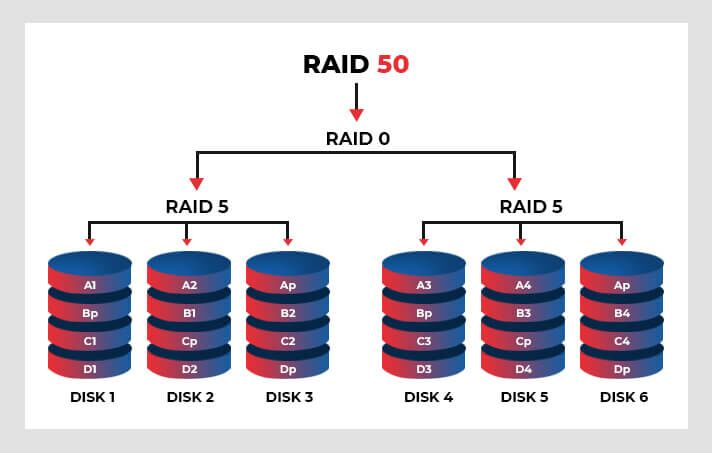 RAID 50
RAID 0
RAID 5 RAID 5
A1 A2 Ap A3 A4 Ap
Bp B1 B2 Bp B3 B4
C1 Cp C2 C3 Cp C4
D1 D2 Dp D3 D4 Dp
DISK 1 DISK 2 DISK 3 DISK 4 DISK 5 DISK 6